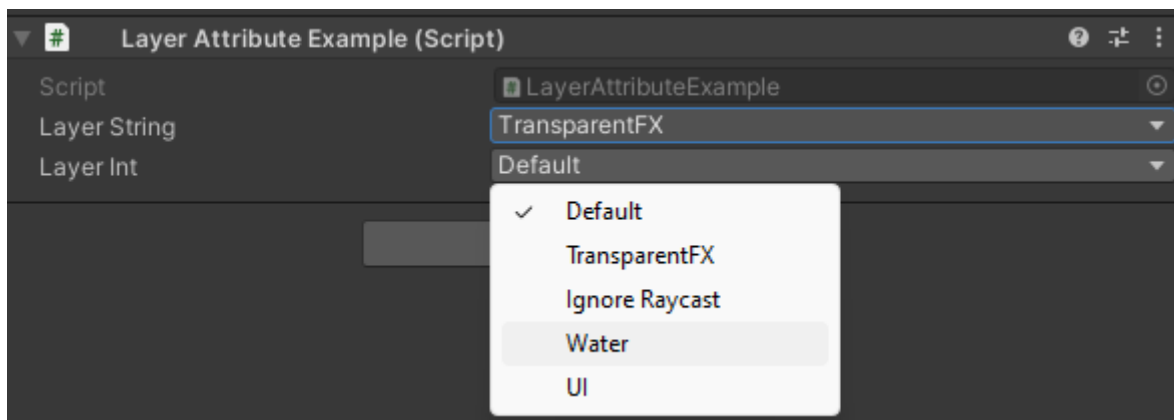 # Layer Attribute Example (Script)
Script # LayerAttributeExample
Layer String TransparentFX
Layer Int Default
Default
TransparentFX
Ignore Raycast
Water
UI